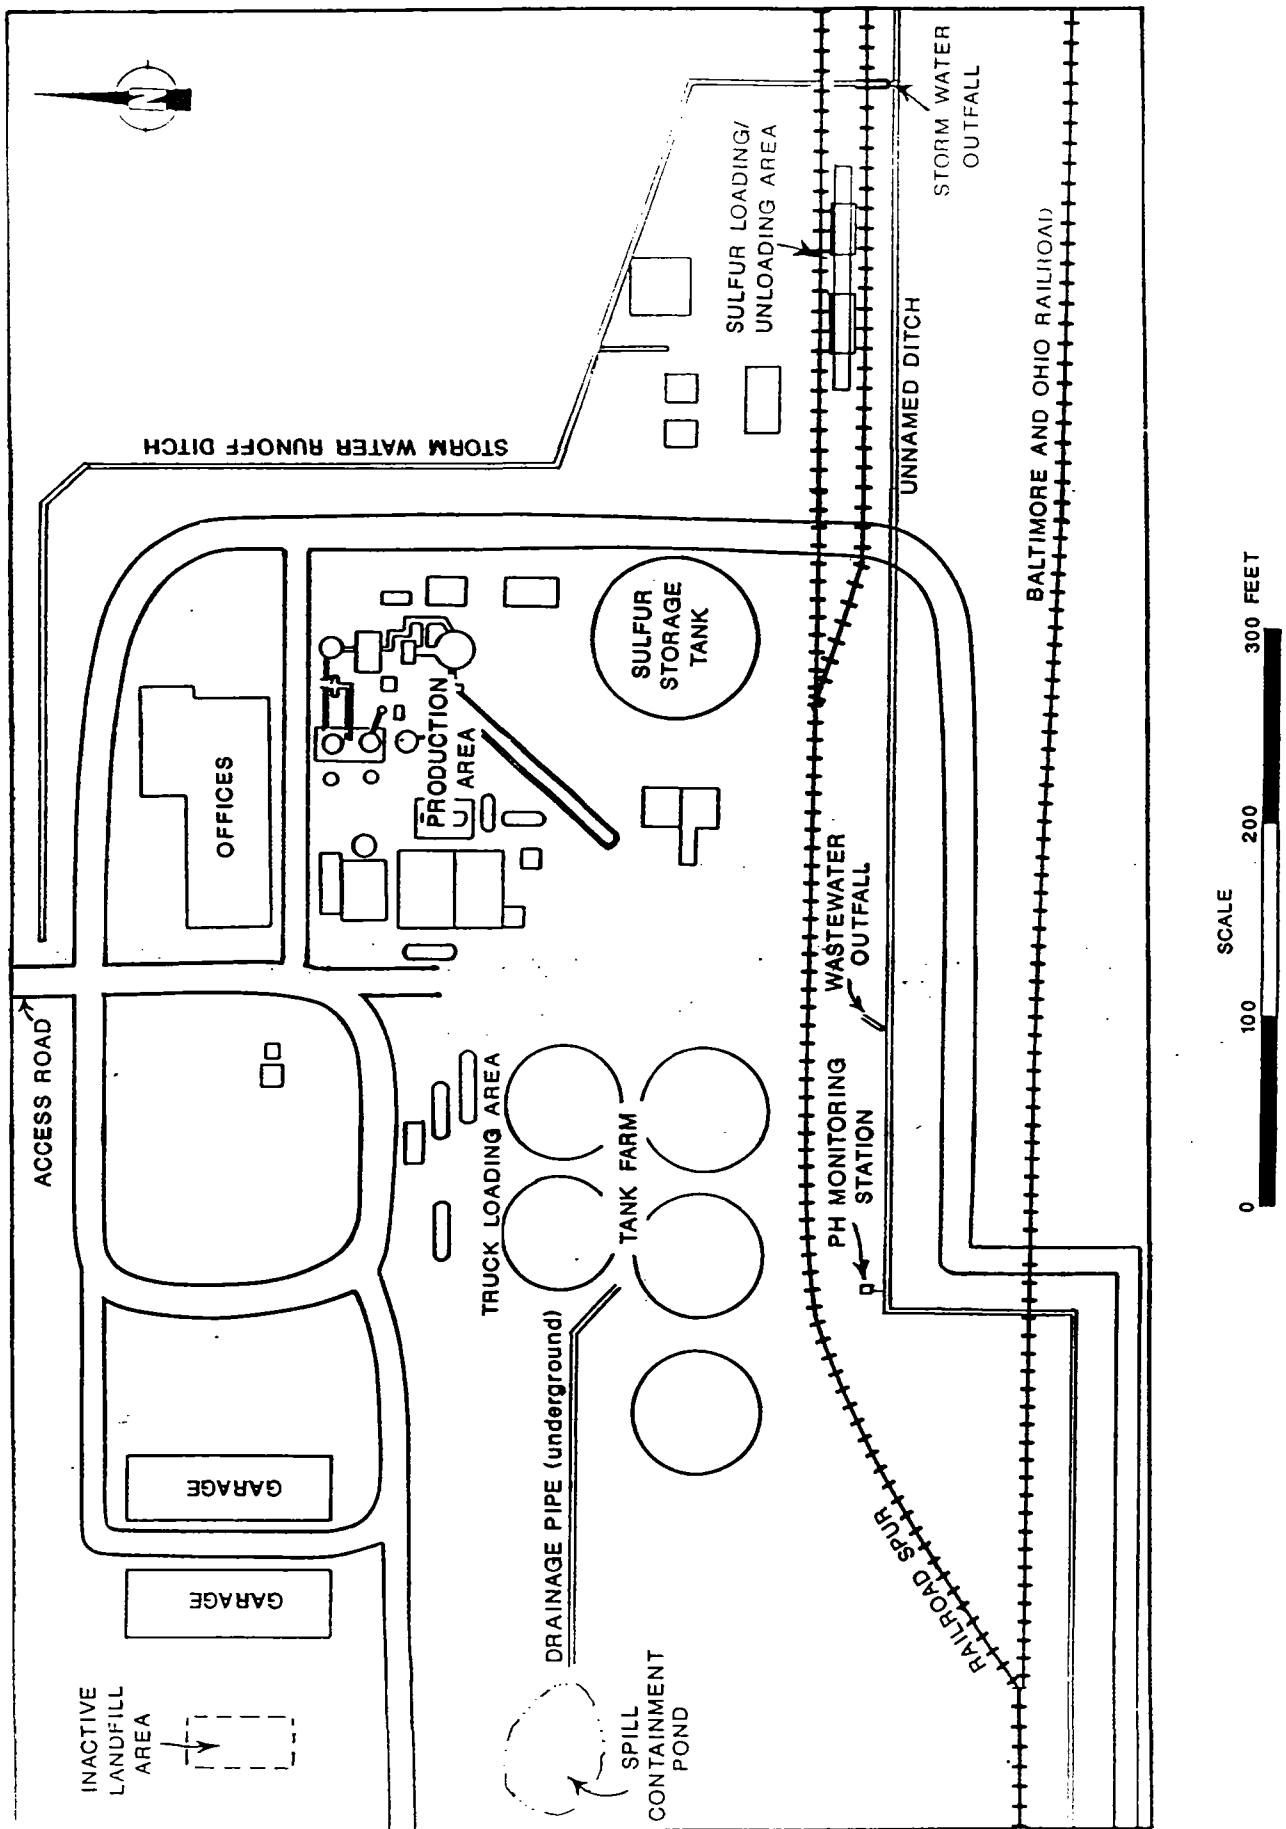 N
INACTIVE
LANDFILL
AREA
GARAGE
GARAGE
ACCESS ROAD
OFFICES
STORM WATER RUNOFF DITCH
PRODUCTION
AREA
SULFUR
STORAGE
TANK
TRUCK LOADING AREA
TANK FARM
DRAINAGE PIPE (underground)
SPILL
CONTAINMENT
POND
SULFUR LOADING/
UNLOADING AREA
STORM WATER
OUTFALL
UNNAMED DITCH
WASTEWATER
OUTFALL
PH MONITORING
STATION
RAILROAD SPUR
BALTIMORE AND OHIO RAILROAD
SCALE
0 100 200 300 FEET